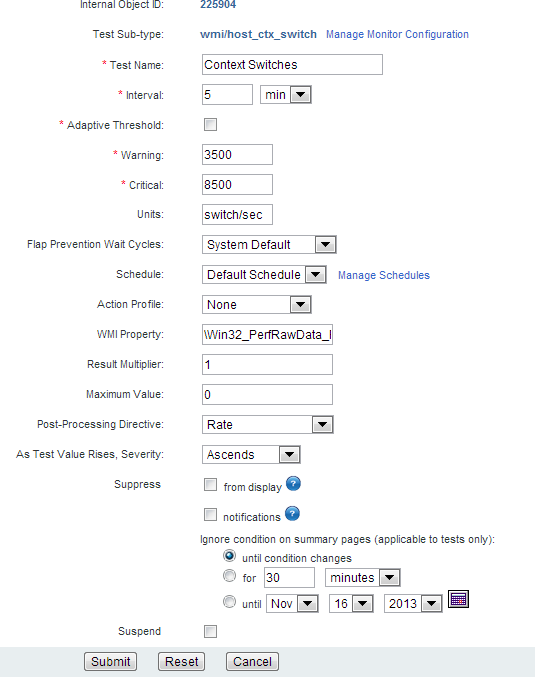 Internal Object ID: 225904
Test Sub-type: wmi/host_ctx_switch Manage Monitor Configuration
* Test Name: Context Switches
* Interval: 5 min
* Adaptive Threshold:
* Warning: 3500
* Critical: 8500
Units: switch/sec
Flap Prevention Wait Cycles: System Default
Schedule: Default Schedule Manage Schedules
Action Profile: None
WMI Property: \Win32_PerfRawData_
Result Multiplier: 1
Maximum Value: 0
Post-Processing Directive: Rate
As Test Value Rises, Severity: Ascends
Suppress from display ?
notifications ?
Ignore condition on summary pages (applicable to tests only):
until condition changes
for 30 minutes
until Nov 16 2013
Suspend
Submit Reset Cancel